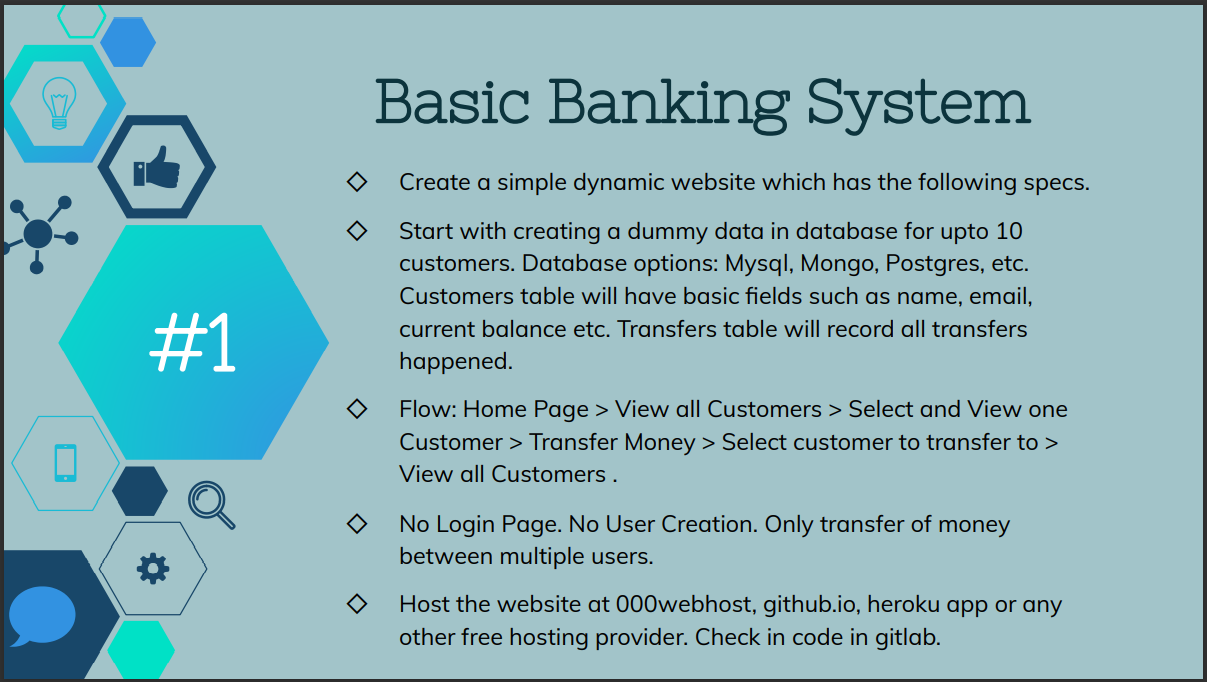 Basic Banking System
Create a simple dynamic website which has the following specs.
Start with creating a dummy data in database for upto 10
customers. Database options: Mysql, Mongo, Postgres, etc.
Customers table will have basic fields such as name, email,
current balance etc. Transfers table will record all transfers
happened.
#1
Flow: Home Page > View all Customers > Select and View one
Customer > Transfer Money > Select customer to transfer to >
View all Customers .
No Login Page. No User Creation. Only transfer of money
between multiple users.
Host the website at 000webhost, github.io, heroku app or any
other free hosting provider. Check in code in gitlab.